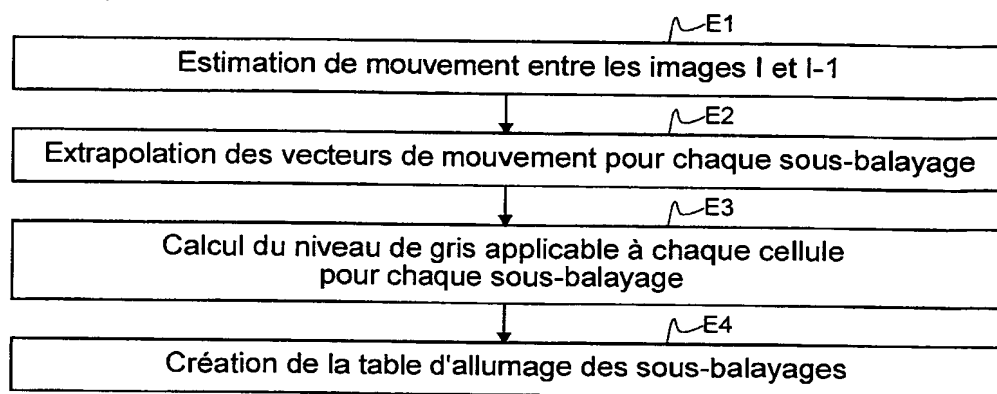 E1
Estimation de mouvement entre les images I et I-1
E2
Extrapolation des vecteurs de mouvement pour chaque sous-balayage
E3
Calcul du niveau de gris applicable à chaque cellule
pour chaque sous-balayage
E4
Création de la table d'allumage des sous-balayages